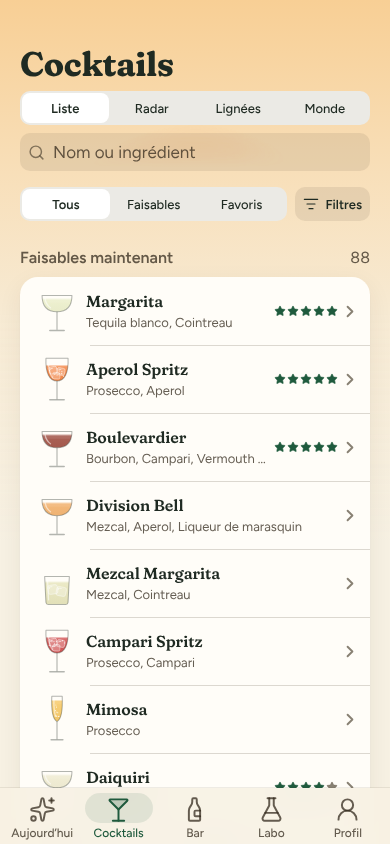 Cocktails
Liste Radar Lignées Monde
Nom ou ingrédient
Tous Faisables Favoris Filtres
Faisables maintenant 88
Margarita
Tequila blanco, Cointreau
Aperol Spritz
Prosecco, Aperol
Boulevardier
Bourbon, Campari, Vermouth ...
Division Bell
Mezcal, Aperol, Liqueur de marasquin
Mezcal Margarita
Mezcal, Cointreau
Campari Spritz
Prosecco, Campari
Mimosa
Prosecco
Daiquiri
Aujourd'hui Cocktails Bar Labo Profil